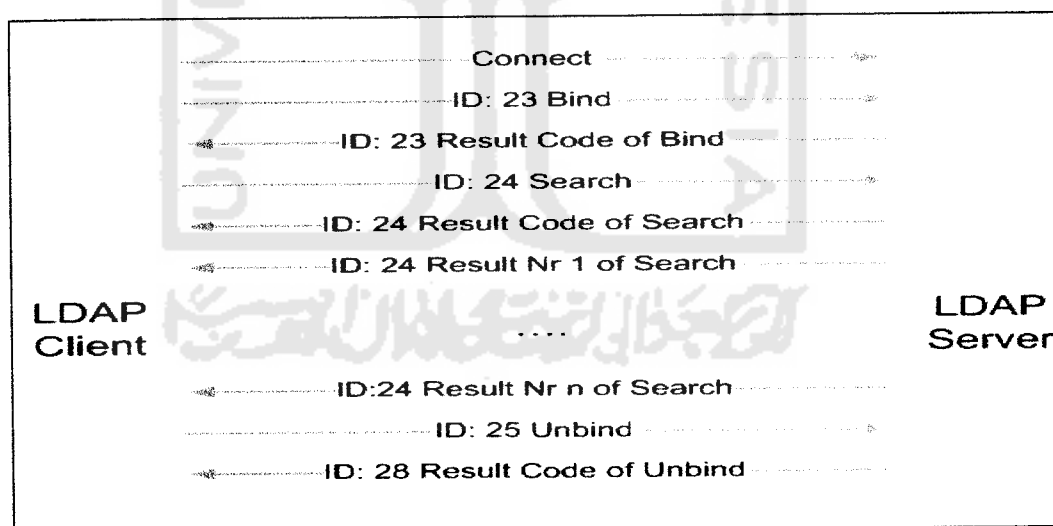 Connect
ID: 23 Bind
ID: 23 Result Code of Bind
ID: 24 Search
ID: 24 Result Code of Search
ID: 24 Result Nr 1 of Search
LDAP
Client
....
LDAP
Server
ID:24 Result Nr n of Search
ID: 25 Unbind
ID: 28 Result Code of Unbind